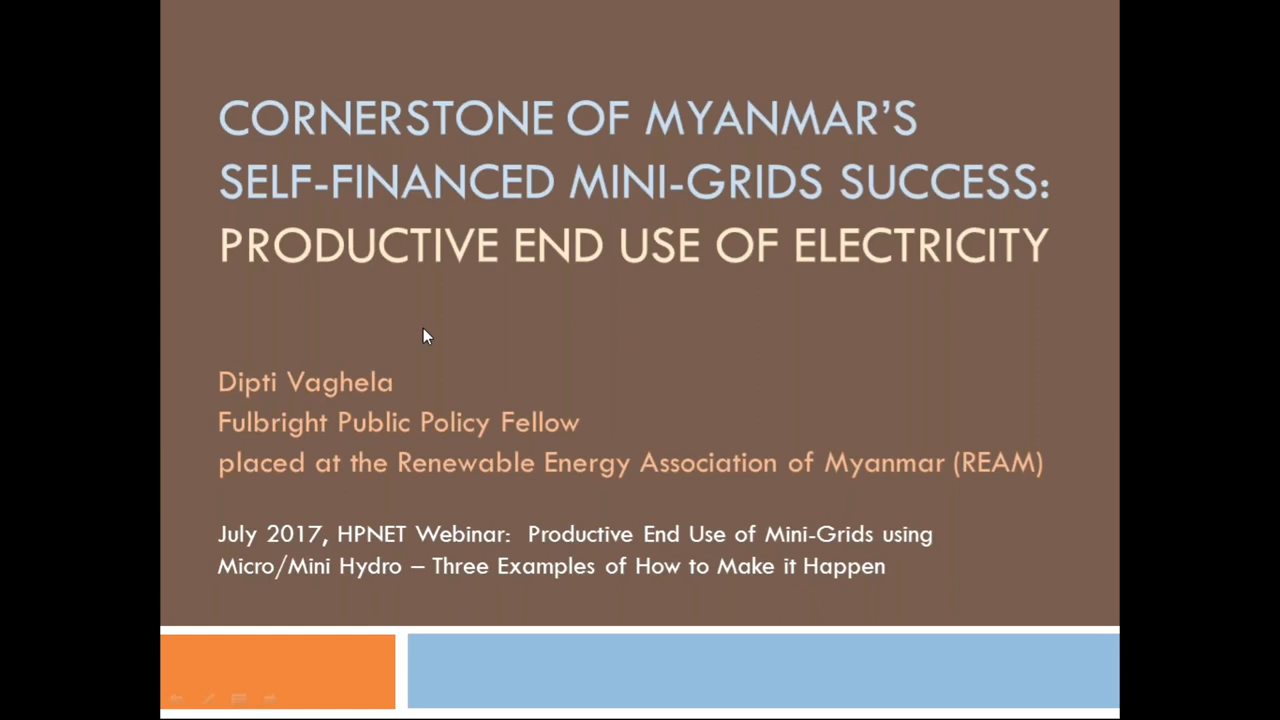 CORNERSTONE OF MYANMAR’S
SELF-FINANCED MINI-GRIDS SUCCESS:
PRODUCTIVE END USE OF ELECTRICITY
Dipti Vaghela
Fulbright Public Policy Fellow
placed at the Renewable Energy Association of Myanmar (REAM)
July 2017, HPNET Webinar:  Productive End Use of Mini-Grids using
Micro/Mini Hydro – Three Examples of How to Make it Happen